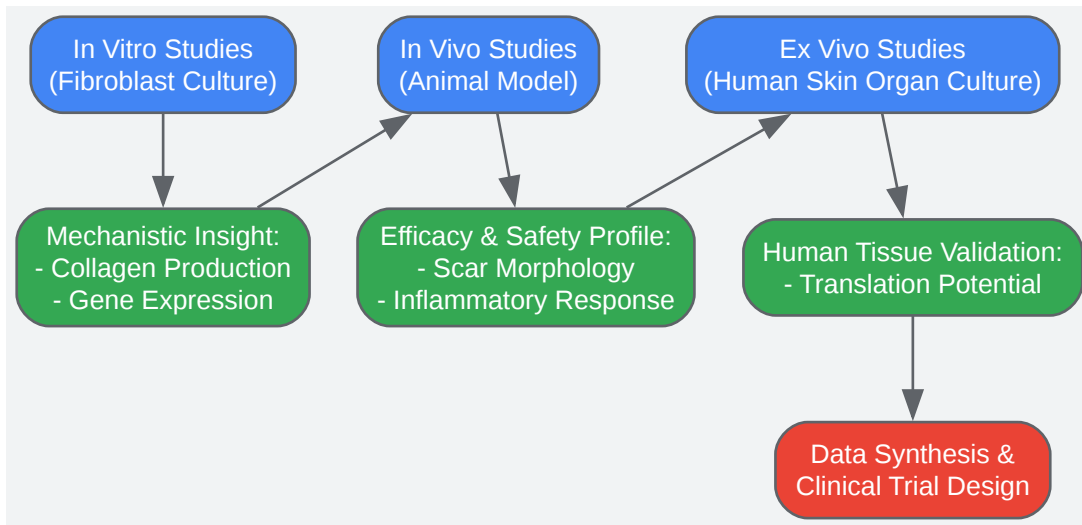 In Vitro Studies
(Fibroblast Culture)
In Vivo Studies
(Animal Model)
Ex Vivo Studies
(Human Skin Organ Culture)
Mechanistic Insight:
- Collagen Production
- Gene Expression
Efficacy & Safety Profile:
- Scar Morphology
- Inflammatory Response
Human Tissue Validation:
- Translation Potential
Data Synthesis &
Clinical Trial Design